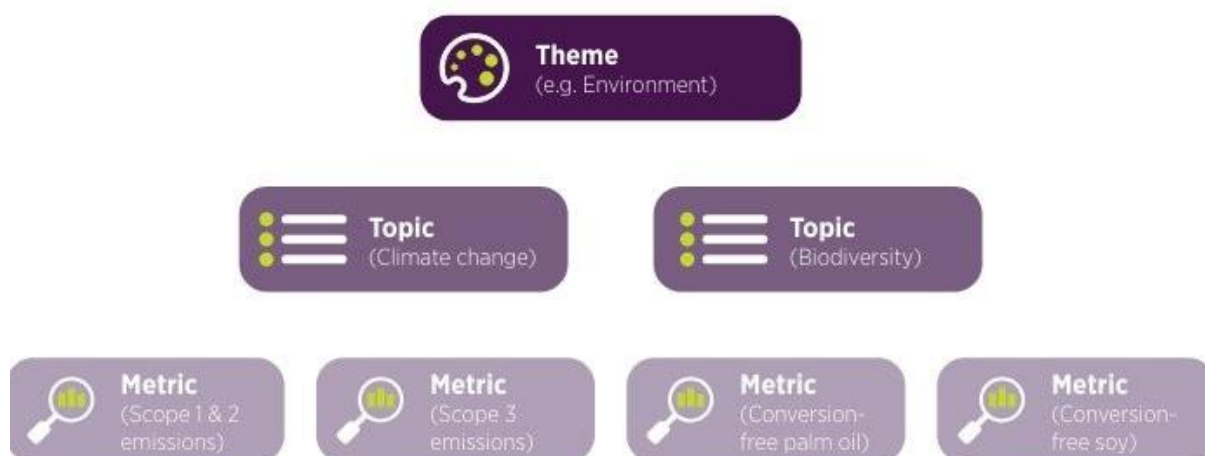 Theme
(e.g. Environment)
Topic
(Climate change)
Topic
(Biodiversity)
Metric
(Scope 1 & 2
emissions)
Metric
(Scope 3
emissions)
Metric
(Conversion-
free palm oil)
Metric
(Conversion-
free soy)